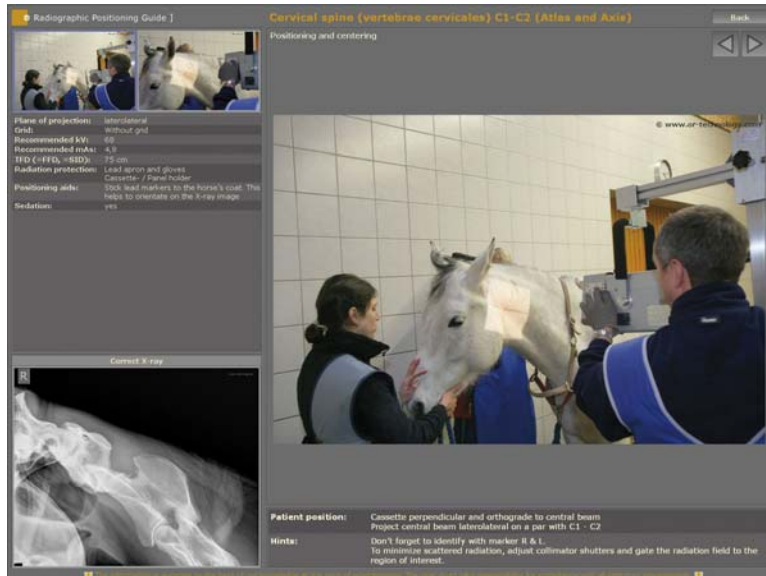 Radiographic Positioning Guide ]
Cervical spine (vertebrae cervicales) C1-C2 (Atlas and Axis)
Back
Positioning and centering
© www.or-technology.com
Plane of projection: laterolateral
Grid: Without grid
Recommended kV: 68
Recommended mAs: 4,8
TFD (=FFD, =SID): 75 cm
Radiation protection: Lead apron and gloves
Cassette- / Panel holder
Positioning aids: Stick lead markers to the horse's coat. This
helps to orientate on the X-ray image
Sedation: yes
Correct X-ray
R
Patient position: Cassette perpendicular and orthograde to central beam
Project central beam laterolateral on a par with C1 - C2
Hints: Don't forget to identify with marker R & L.
To minimize scattered radiation, adjust collimator shutters and gate the radiation field to the
region of interest.